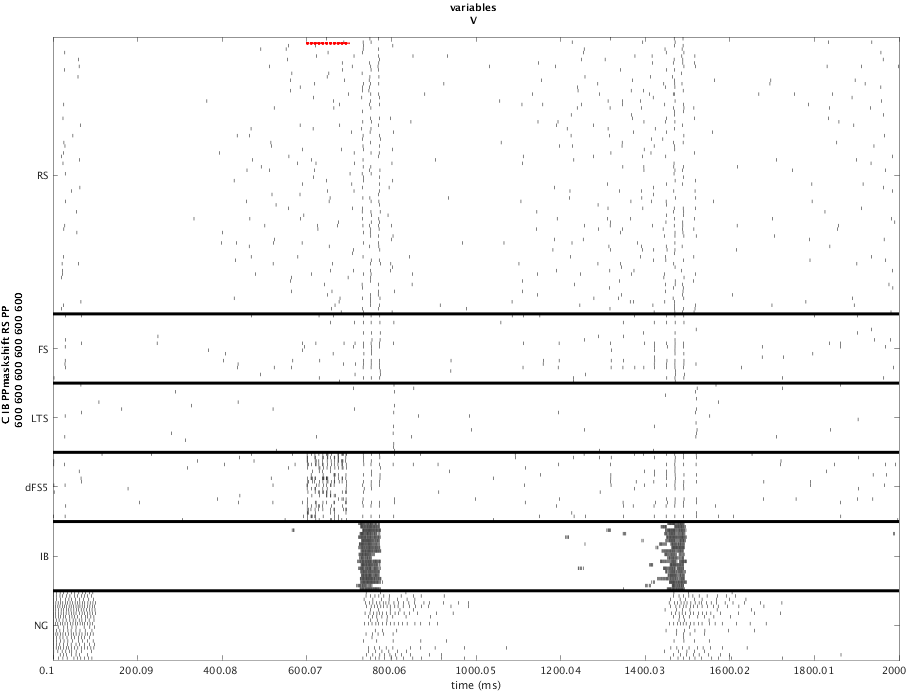 variables
V
C IB PPmaskshift RS PP
600 600 600 600 600 600 600
RS
FS
LTS
dFS5
IB
NG
0.1 200.09 400.08 600.07 800.06 1000.05 1200.04 1400.03 1600.02 1800.01 2000
time (ms)